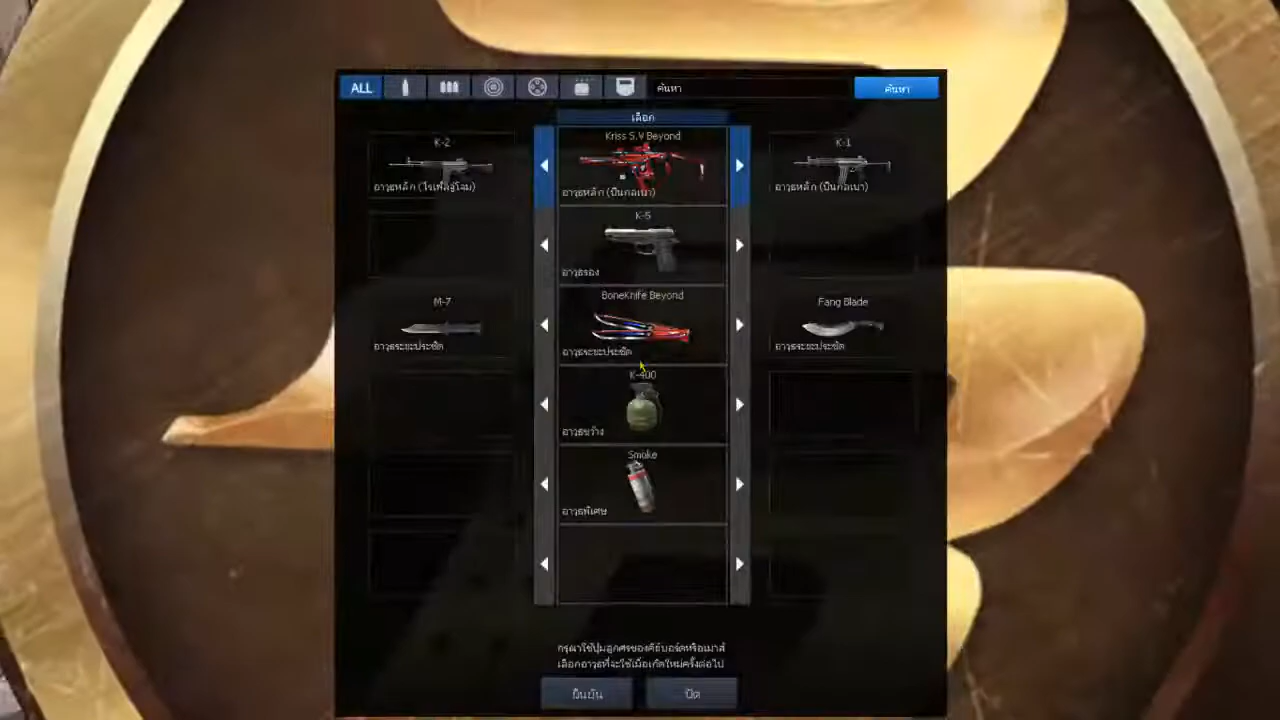 ALL
ค้นหา
ค้นหา
เลือก
K-2
อาวุธหลัก (ไรเฟิลจู่โจม)
Kriss S.V Beyond
อาวุธหลัก (ปืนกลเบา)
K-1
อาวุธหลัก (ปืนกลเบา)
K-5
อาวุธรอง
M-7
อาวุธระยะประชิด
BoneKnife Beyond
อาวุธระยะประชิด
Fang Blade
อาวุธระยะประชิด
K-400
อาวุธขว้าง
Smoke
อาวุธพิเศษ
กรุณาใช้ปุ่มลูกศรของคีย์บอร์ดหรือเมาส์
เลือกอาวุธที่จะใช้เมื่อเกิดใหม่ครั้งต่อไป
ยืนยัน
ปิด